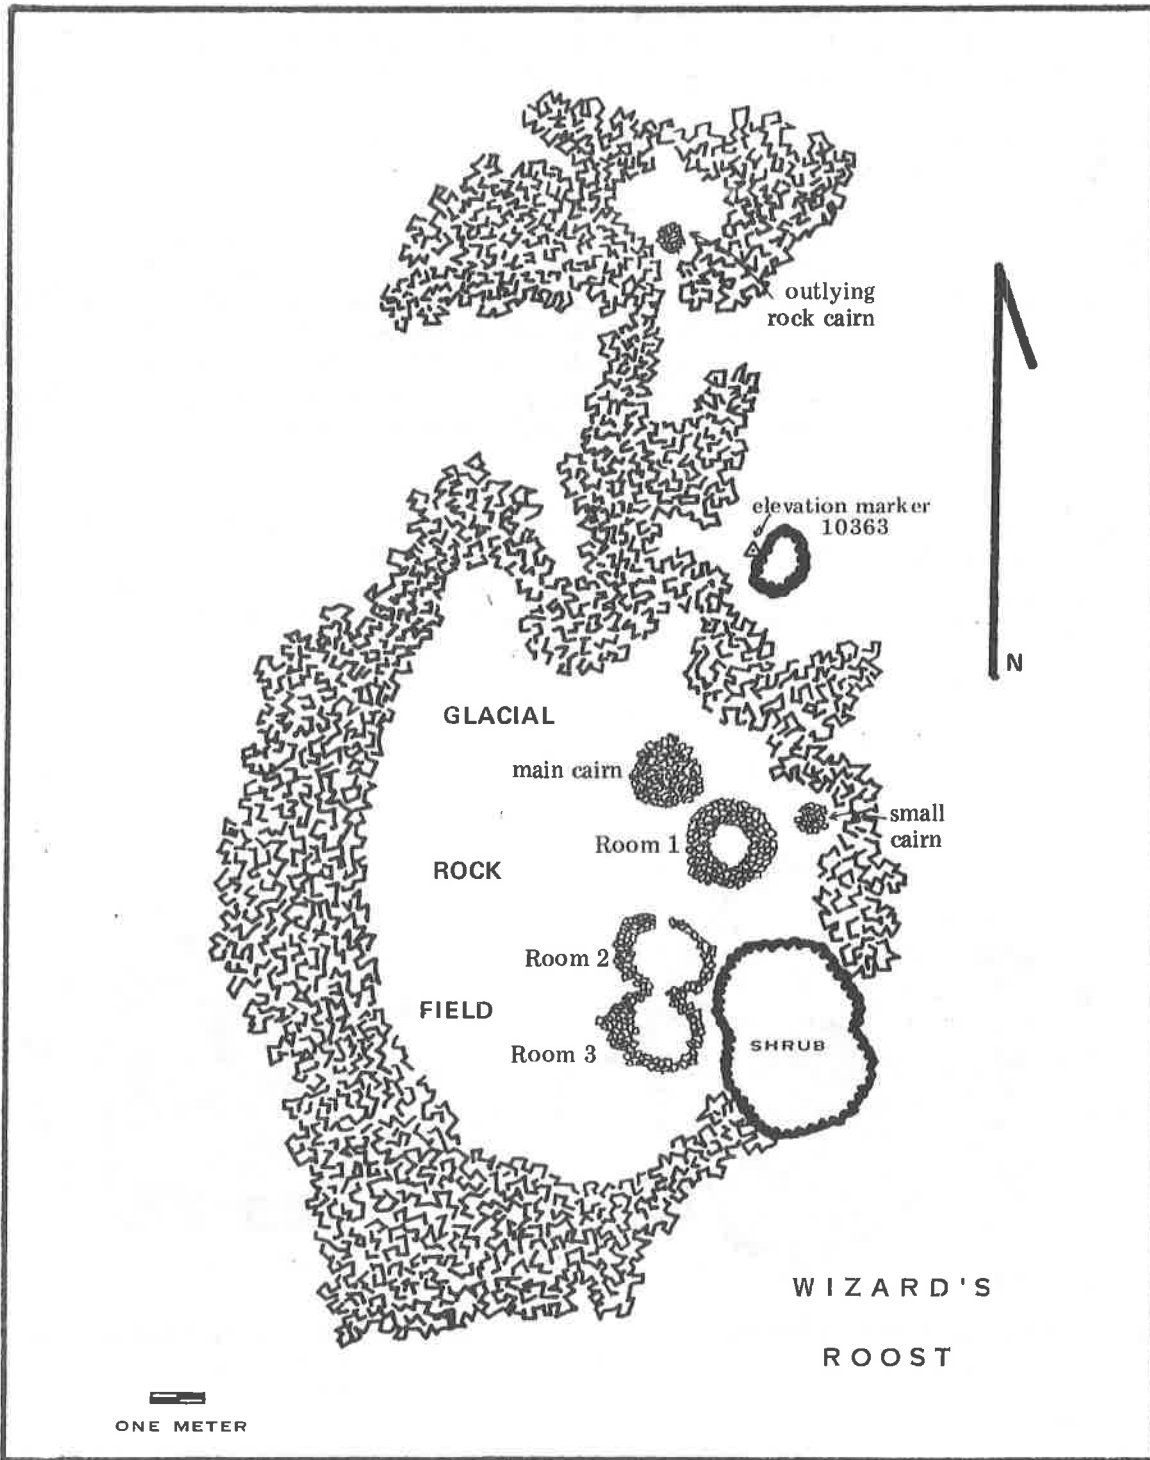 outlying
rock cairn
elevation marker
10363
N
GLACIAL
main cairn
small
cairn
Room 1
ROCK
Room 2
FIELD
SHRUB
Room 3
WIZARD'S
ROOST
ONE METER